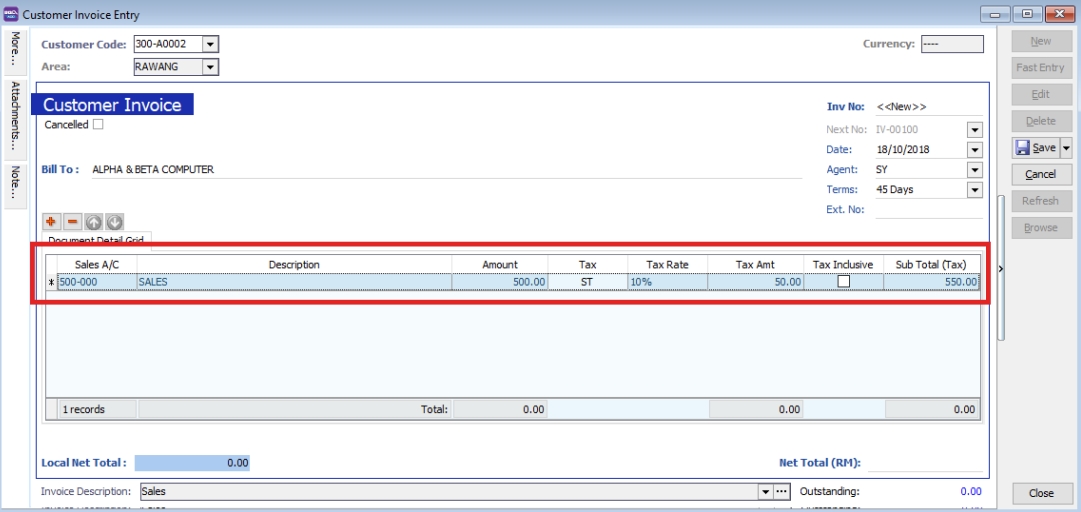 Customer Invoice Entry
More...
Attachments...
Note...
Customer Code: 300-A0002
Currency: ----
Area: RAWANG
Customer Invoice
Cancelled
Inv No: <<New>>
Next No: IV-00100
Date: 18/10/2018
Bill To : ALPHA & BETA COMPUTER
Agent: SY
Terms: 45 Days
Ext. No:
Document Detail Grid
Sales A/C Description Amount Tax Tax Rate Tax Amt Tax Inclusive Sub Total (Tax)
* 500-000 SALES 500.00 ST 10% 50.00 550.00
1 records Total: 0.00 0.00 0.00
Local Net Total : 0.00 Net Total (RM):
Invoice Description: Sales Outstanding: 0.00
New
Fast Entry
Edit
Delete
Save
Cancel
Refresh
Browse
Close